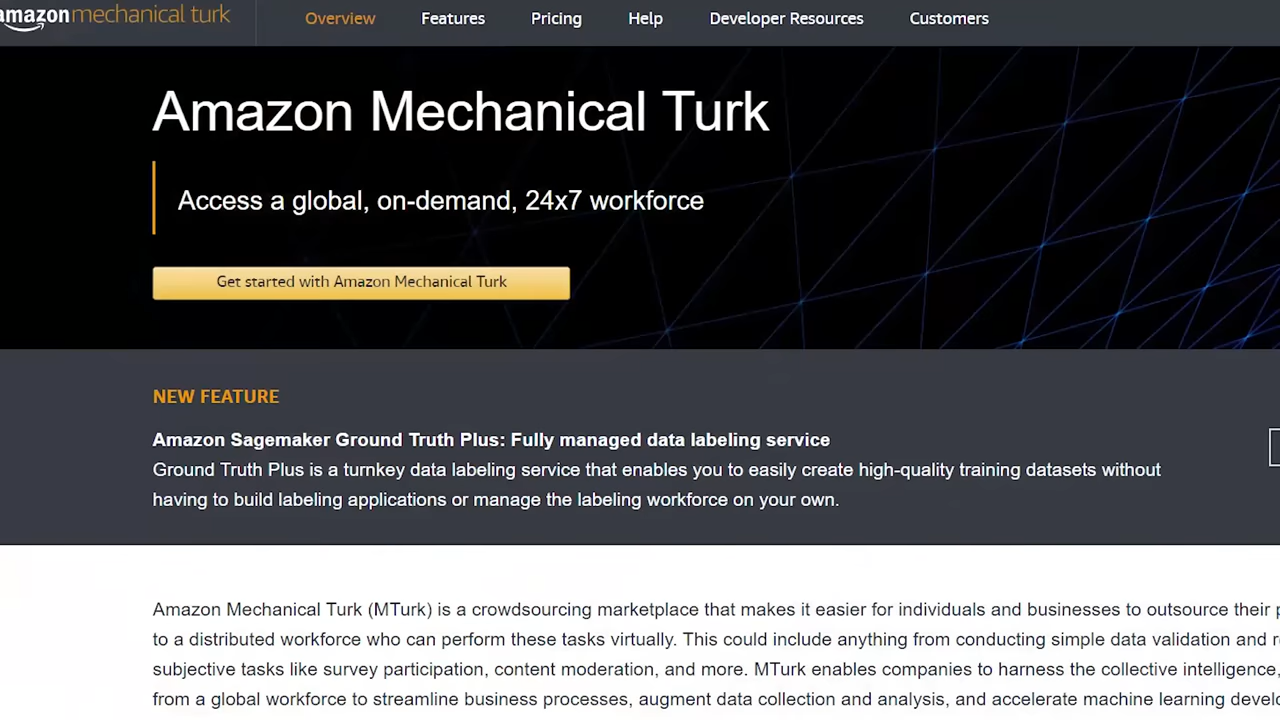 amazon mechanical turk
Overview Features Pricing Help Developer Resources Customers
Amazon Mechanical Turk
Access a global, on-demand, 24x7 workforce
Get started with Amazon Mechanical Turk
NEW FEATURE
Amazon Sagemaker Ground Truth Plus: Fully managed data labeling service
Ground Truth Plus is a turnkey data labeling service that enables you to easily create high-quality training datasets without
having to build labeling applications or manage the labeling workforce on your own.
Amazon Mechanical Turk (MTurk) is a crowdsourcing marketplace that makes it easier for individuals and businesses to outsource their
to a distributed workforce who can perform these tasks virtually. This could include anything from conducting simple data validation and
subjective tasks like survey participation, content moderation, and more. MTurk enables companies to harness the collective intelligence,
from a global workforce to streamline business processes, augment data collection and analysis, and accelerate machine learning